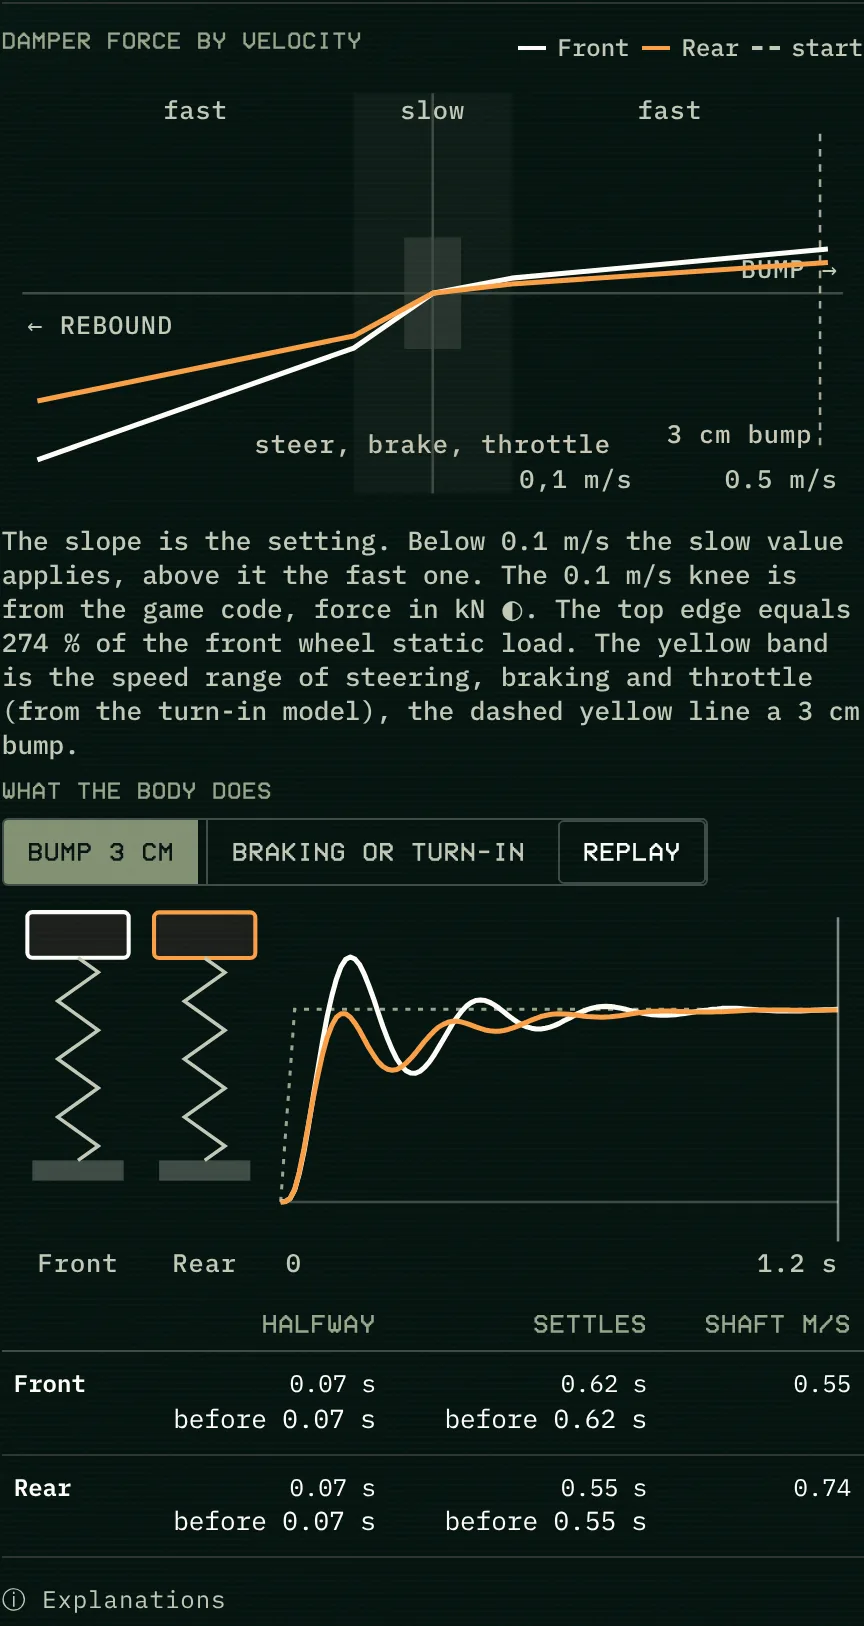 DAMPER FORCE BY VELOCITY
Front Rear start
fast slow fast
BUMP →
← REBOUND
steer, brake, throttle 3 cm bump
0,1 m/s 0.5 m/s
The slope is the setting. Below 0.1 m/s the slow value
applies, above it the fast one. The 0.1 m/s knee is
from the game code, force in kN ◐. The top edge equals
274 % of the front wheel static load. The yellow band
is the speed range of steering, braking and throttle
(from the turn-in model), the dashed yellow line a 3 cm
bump.
WHAT THE BODY DOES
BUMP 3 CM BRAKING OR TURN-IN REPLAY
Front Rear 0 1.2 s
HALFWAY SETTLES SHAFT M/S
Front 0.07 s 0.62 s 0.55
before 0.07 s before 0.62 s
Rear 0.07 s 0.55 s 0.74
before 0.07 s before 0.55 s
ⓘ Explanations